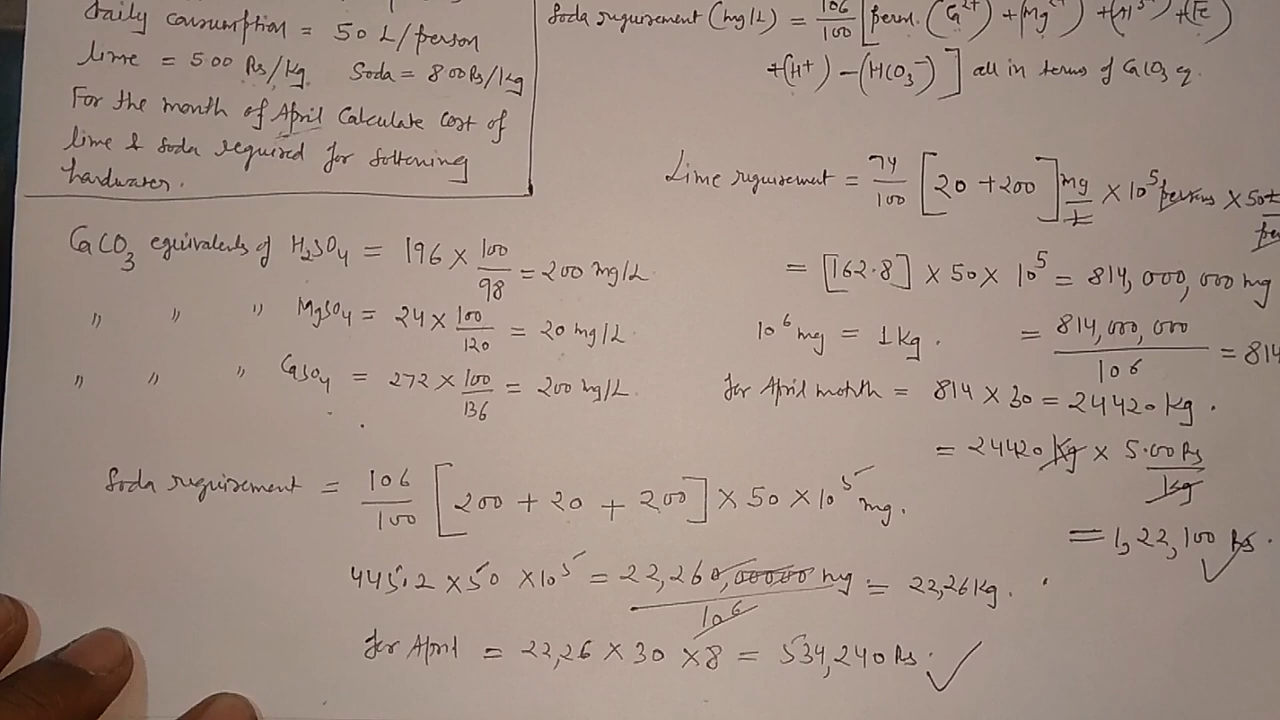 daily consumption = 50 L/person
lime = 500 Rs/kg Soda = 800 Rs/kg
For the month of April Calculate cost of
lime & soda required for softening
hardwater.
Soda requirement (mg/L) = 106/100 [perm. (Ca2+) + (Mg2+) +
+ (H+) − (HCO3−)] all in terms of CaCO3 eq.
CaCO3 equivalents of H2SO4 = 196 × 100/98 = 200 mg/L
" " " MgSO4 = 24 × 100/120 = 20 mg/L
" " " CaSO4 = 272 × 100/136 = 200 mg/L.
Lime requirement = 74/100 [20 + 200] mg/L × 10^5 persons × 50 L
= [162.8] × 50 × 10^5 = 814,000,000 mg
10^6 mg = 1 kg. = 814,000,000/10^6 = 814
for April month = 814 × 30 = 24420 kg.
= 24420 kg × 5.00 Rs/kg
= 1,22,100 Rs.
Soda requirement = 106/100 [200 + 20 + 200] × 50 × 10^5 mg.
445.2 × 50 × 10^5 = 22,260,00000 mg/10^6 = 22,26 kg.
for April = 22,26 × 30 × 8 = 534,240 Rs.